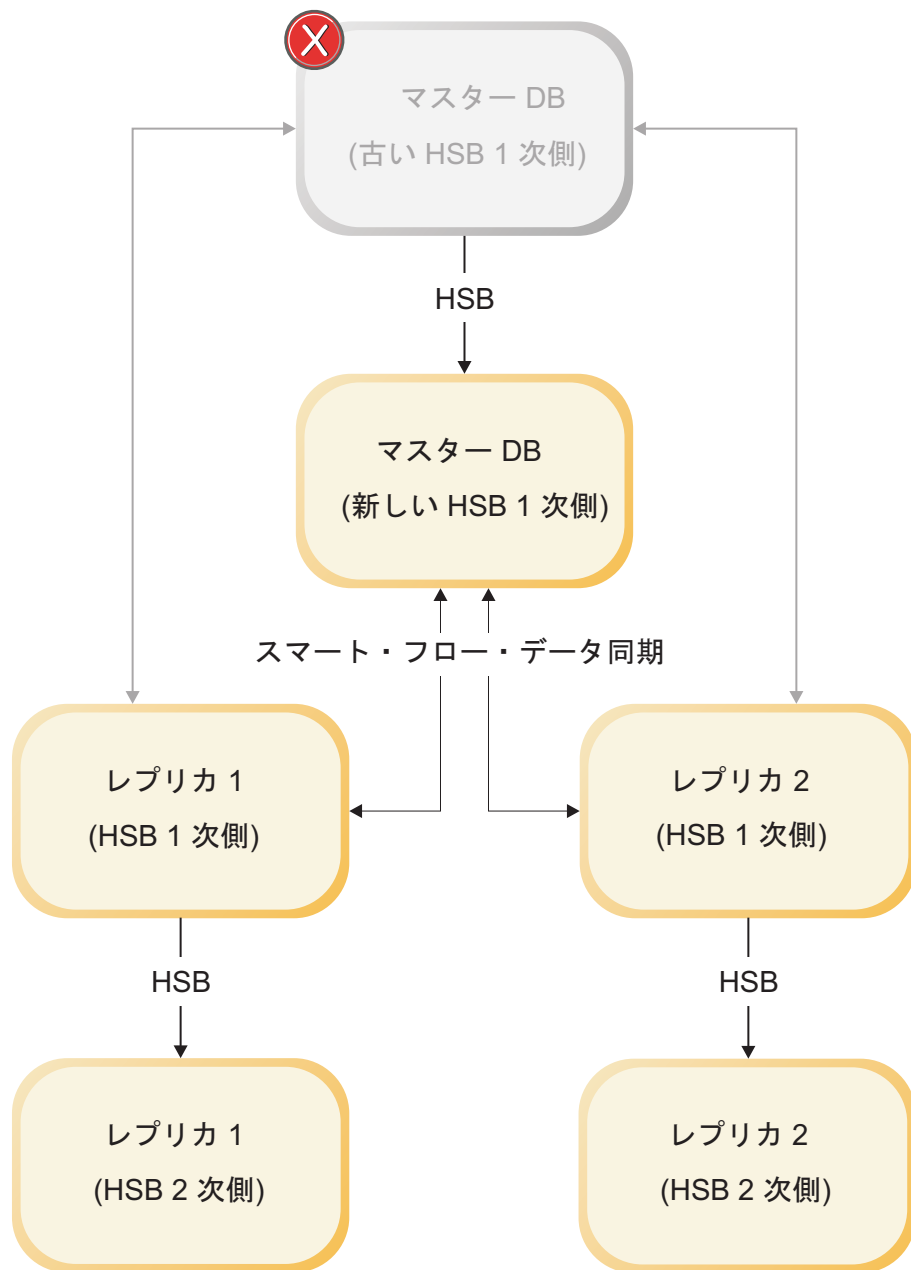 X
マスター DB
(古い HSB 1 次側)
HSB
マスター DB
(新しい HSB 1 次側)
スマート・フロー・データ同期
レプリカ 1
(HSB 1 次側)
レプリカ 2
(HSB 1 次側)
HSB
HSB
レプリカ 1
(HSB 2 次側)
レプリカ 2
(HSB 2 次側)